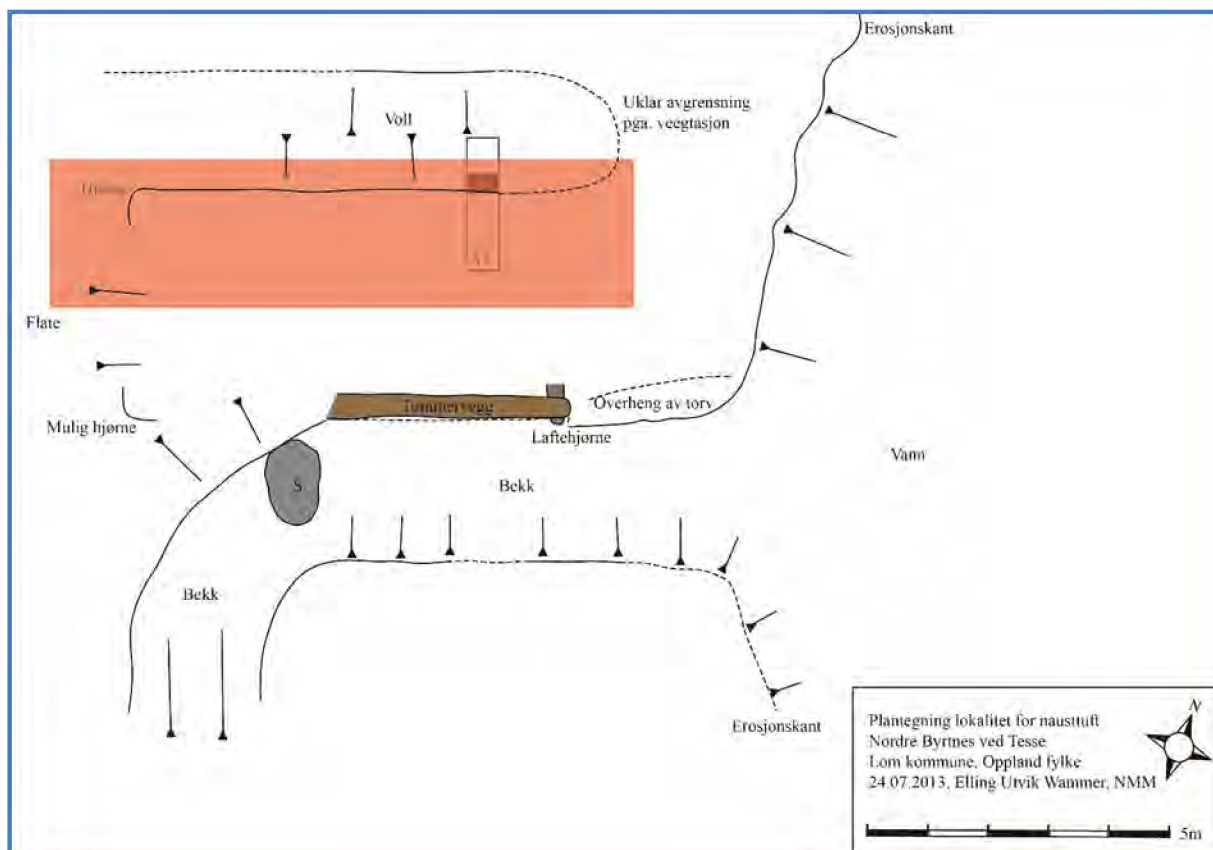 Erosjonskant
Uklar avgrensning
pga. veegtasjon
Voll
Flate
Tømmervegg
Overheng av torv
Mulig hjørne
Laftehjørne
Vann
S
Bekk
Bekk
Erosjonskant
N
Plantegning lokalitet for nausttuft
Nordre Byrtnes ved Tesse
Lom kommune, Oppland fylke
24.07.2013, Elling Utvik Wammer, NMM
5m